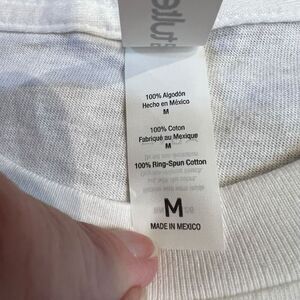 100% Algodón
Hecho en México
M
100% Coton
Fabriqué au Mexique
M
100% Ring-Spun Cotton
M
MADE IN MEXICO